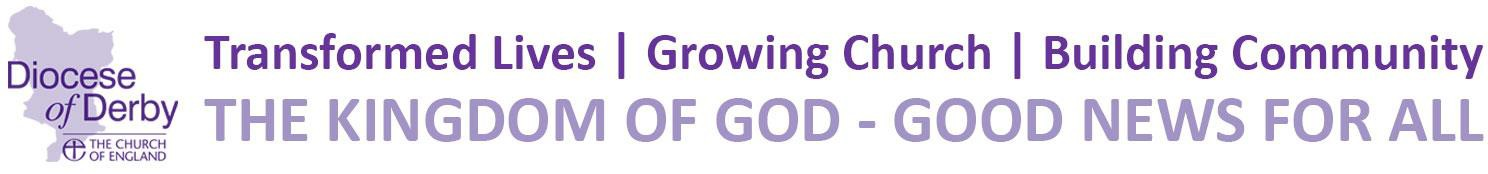 Diocese
of Derby
THE CHURCH
OF ENGLAND
Transformed Lives | Growing Church | Building Community
THE KINGDOM OF GOD - GOOD NEWS FOR ALL